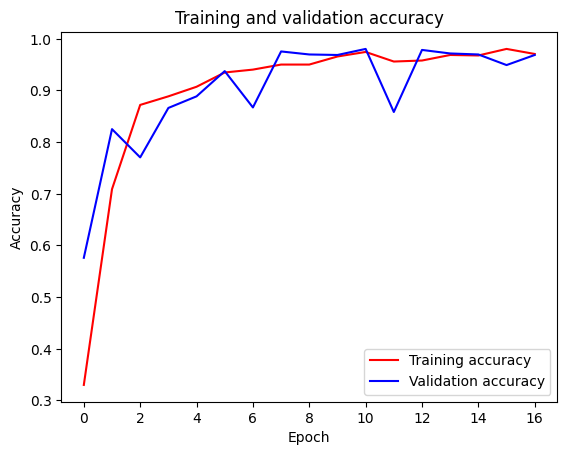 Training and validation accuracy
1.0
0.9
0.8
0.7
0.6
0.5
0.4
0.3
Accuracy
Training accuracy
Validation accuracy
0 2 4 6 8 10 12 14 16
Epoch